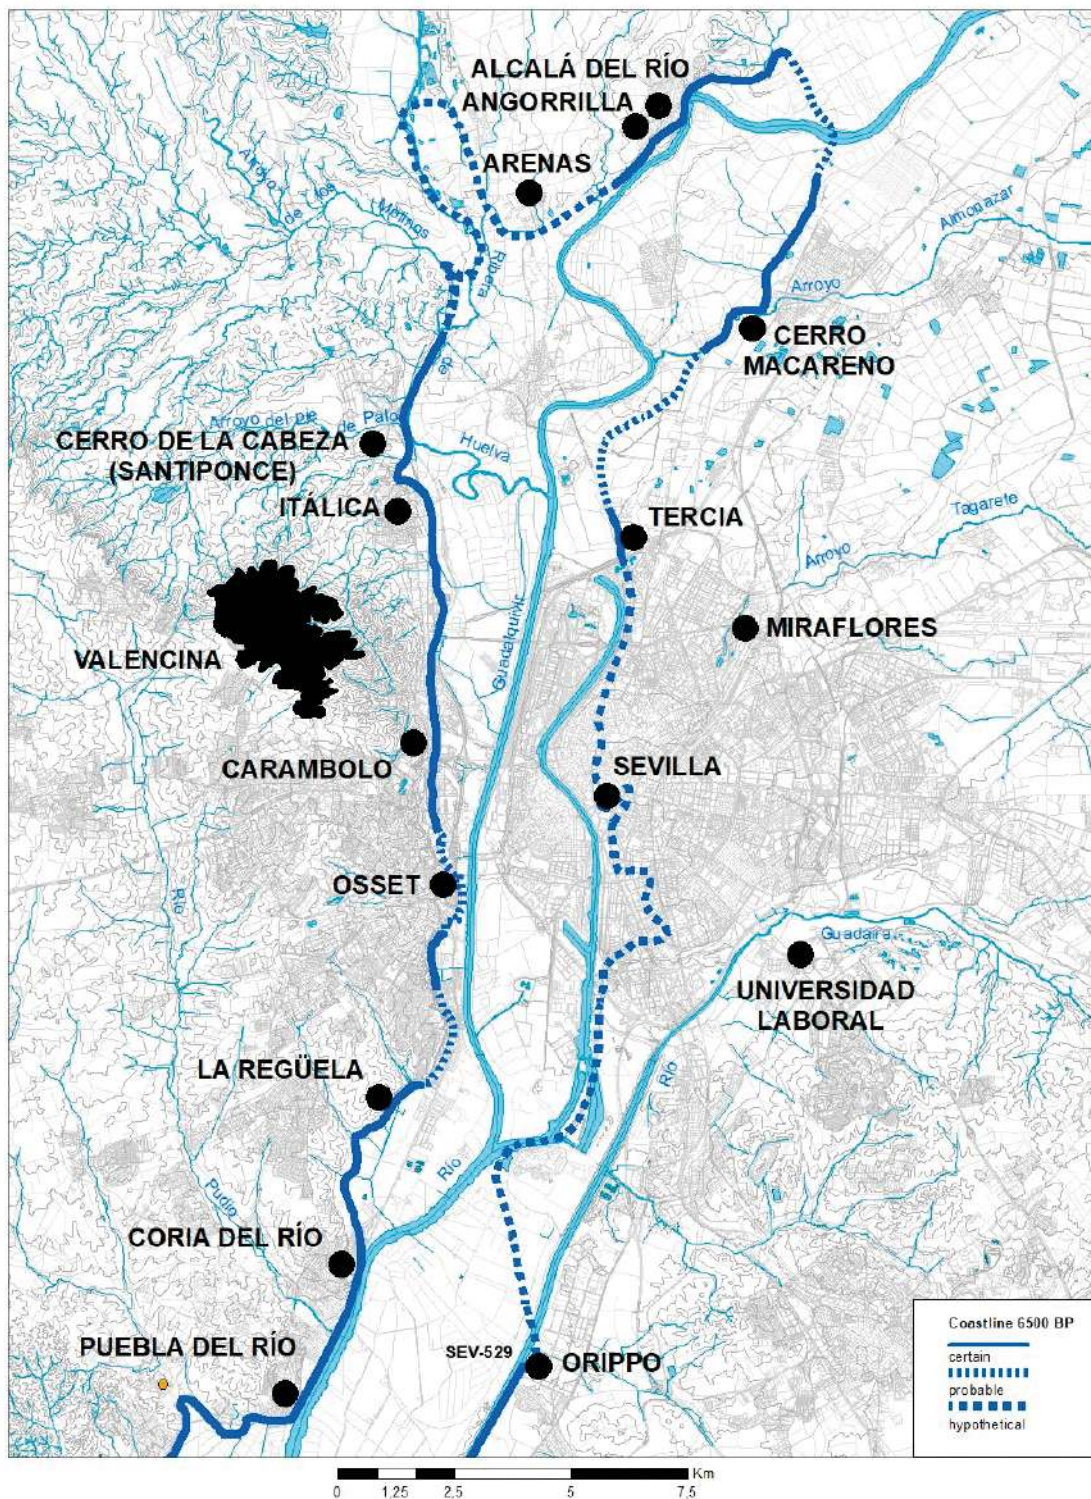 ALCALÁ DEL RÍO
ANGORRILLA
ARENAS
Arroyo
de los
Molinos
Ribera
de
Almonazar
Arroyo
CERRO
MACARENO
Arroyo del pie
de Palo
CERRO DE LA CABEZA
(SANTIPONCE)
Huelva
ITÁLICA
TERCIA
Tagarete
Arroyo
Guadalquivir
MIRAFLORES
VALENCINA
CARAMBOLO
SEVILLA
OSSET
Río
Guadaira
UNIVERSIDAD
LABORAL
LA REGÜELA
Río
Río
Pudio
CORIA DEL RÍO
PUEBLA DEL RÍO
SEV-529
ORIPPO
Coastline 6500 BP
certain
probable
hypothetical
Km
0 1,25 2,5 5 7,5